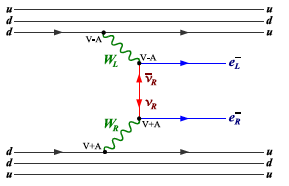 u u
u u
d u
V-A
W_L V-A e_L^-
ν̄_R
ν_R
W_R V+A e_R^-
V+A
d u
d d
u u